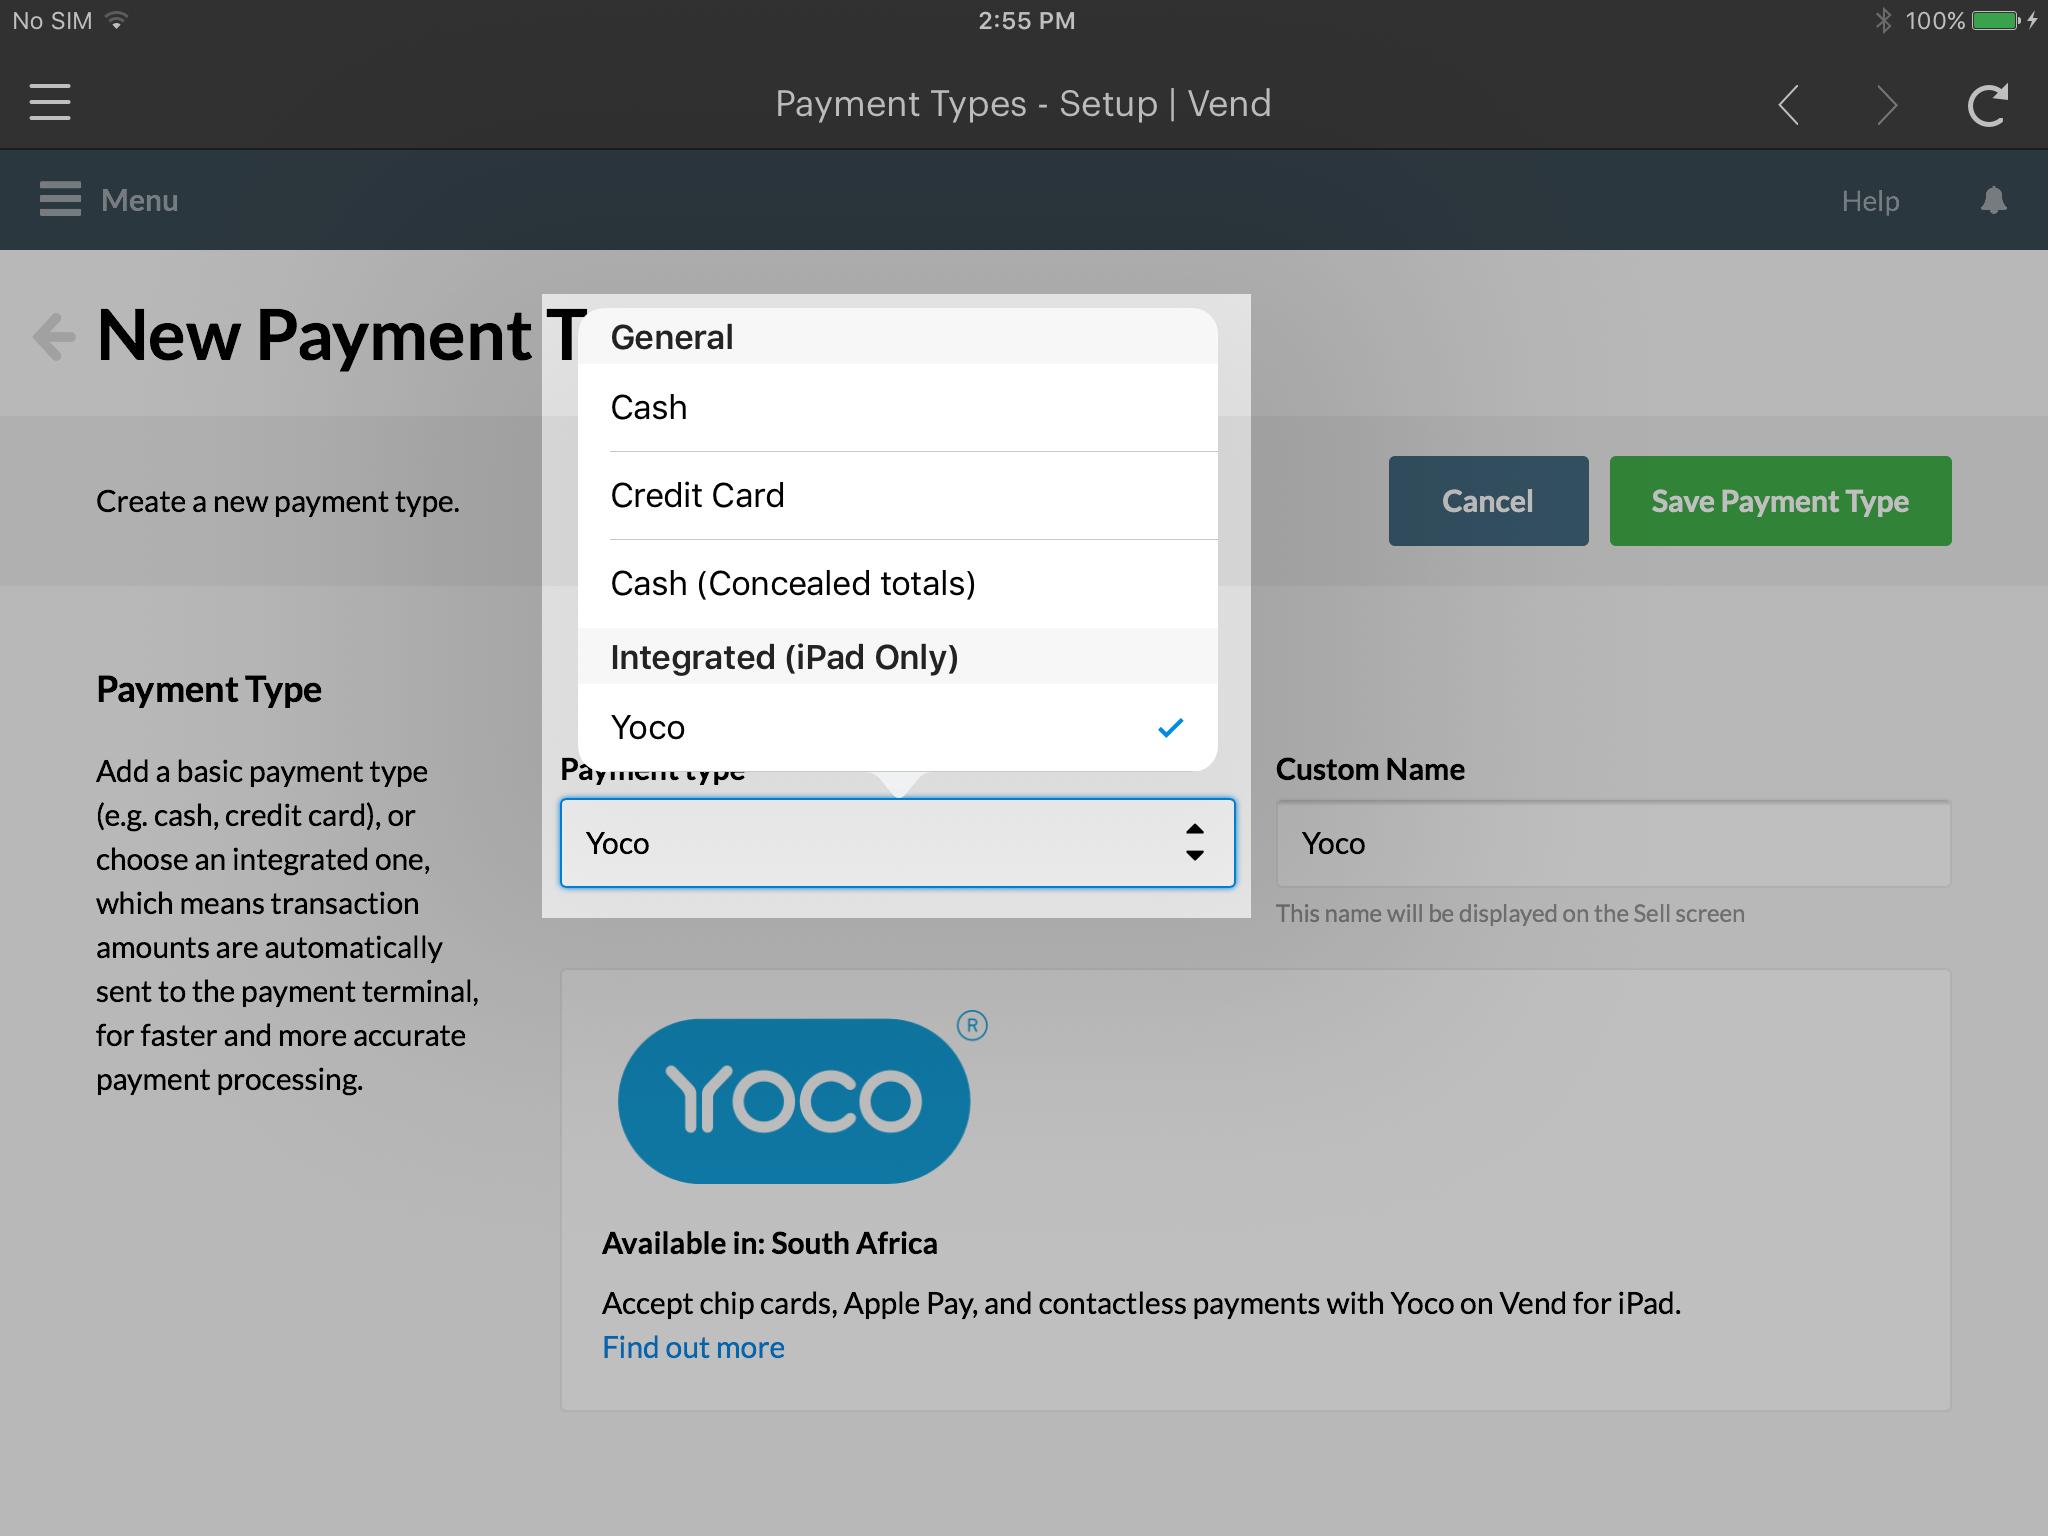 No SIM
2:55 PM
100%
Payment Types - Setup | Vend
Menu
Help
New Payment T
General
Cash
Credit Card
Cash (Concealed totals)
Integrated (iPad Only)
Yoco
Create a new payment type.
Cancel
Save Payment Type
Payment Type
Add a basic payment type
(e.g. cash, credit card), or
choose an integrated one,
which means transaction
amounts are automatically
sent to the payment terminal,
for faster and more accurate
payment processing.
Payment type
Yoco
Custom Name
Yoco
This name will be displayed on the Sell screen
YOCO ®
Available in: South Africa
Accept chip cards, Apple Pay, and contactless payments with Yoco on Vend for iPad.
Find out more